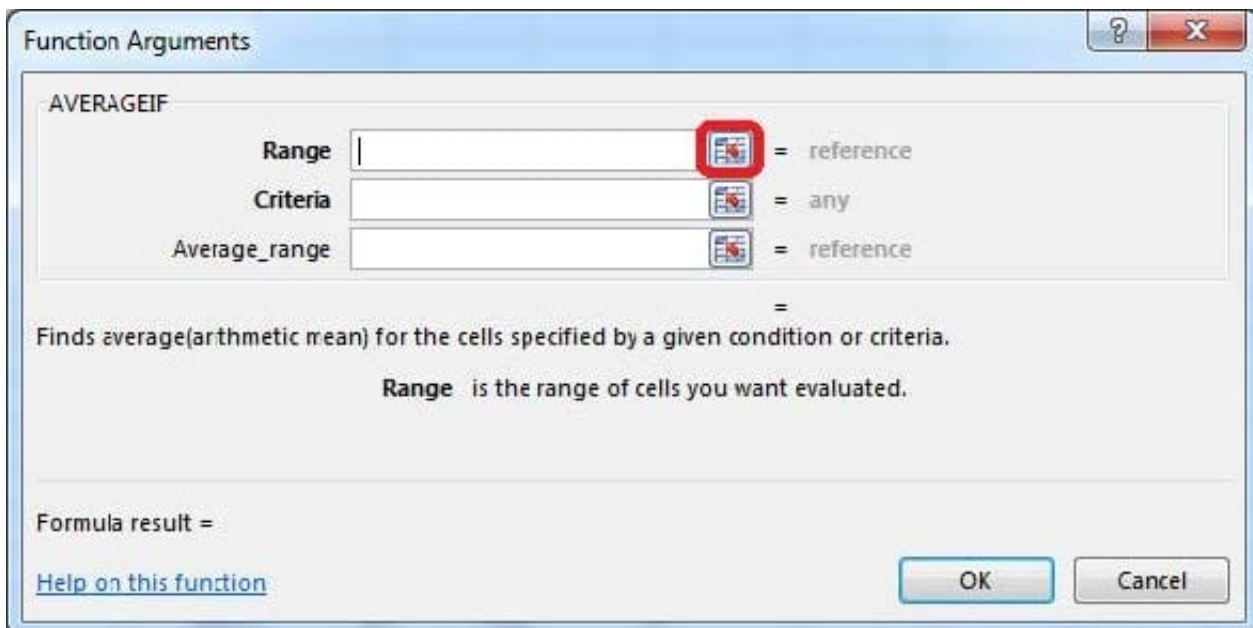 Function Arguments
AVERAGEIF
Range = reference
Criteria = any
Average_range = reference
=
Finds average(arithmetic mean) for the cells specified by a given condition or criteria.
Range is the range of cells you want evaluated.
Formula result =
Help on this function
OK Cancel